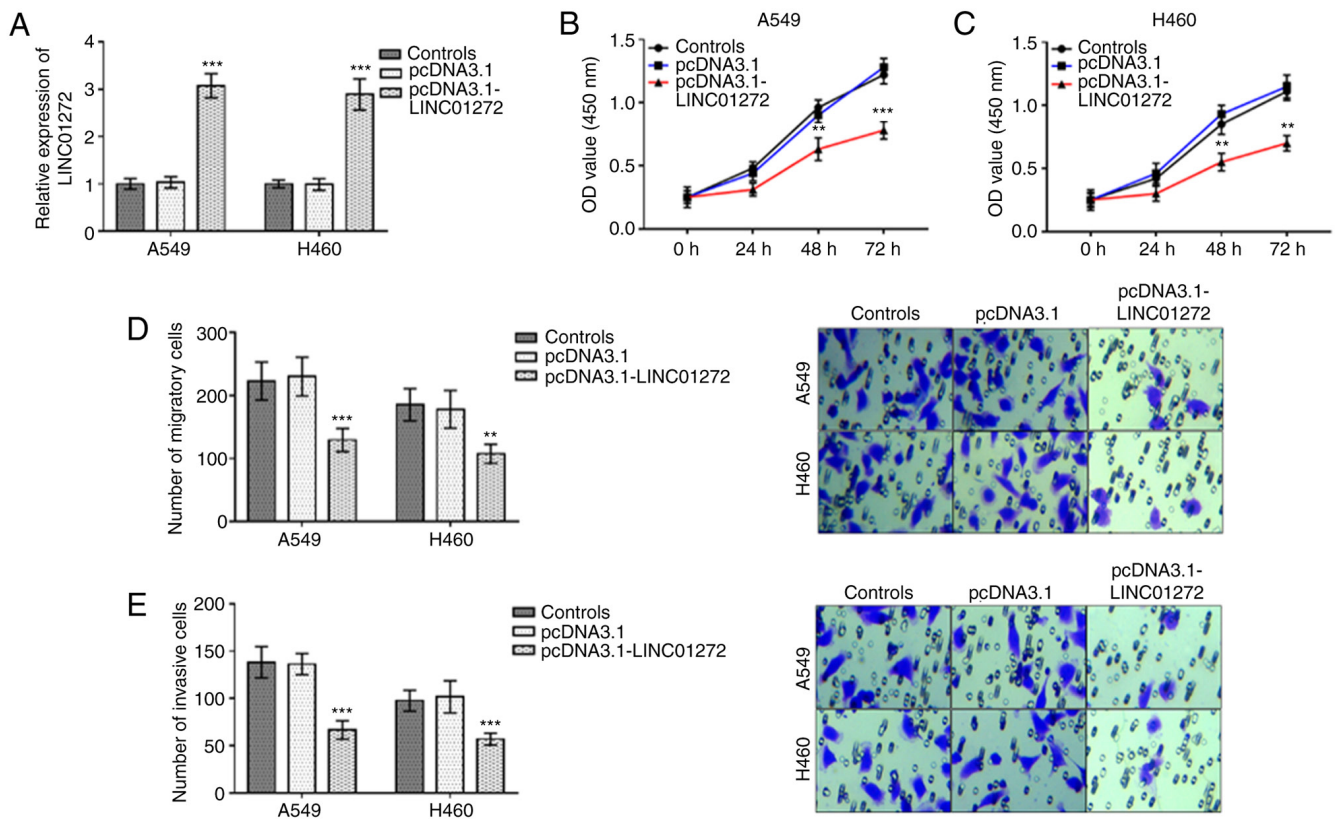 A
Relative expression of
LINC01272
4
3
2
1
0
***
***
A549
H460
Controls
pcDNA3.1
pcDNA3.1-
LINC01272
B
A549
OD value (450 nm)
1.5
1.0
0.5
0.0
Controls
pcDNA3.1
pcDNA3.1-
LINC01272
**
***
0 h
24 h
48 h
72 h
C
H460
OD value (450 nm)
1.5
1.0
0.5
0.0
Controls
pcDNA3.1
pcDNA3.1-
LINC01272
**
**
0 h
24 h
48 h
72 h
D
Number of migratory cells
300
200
100
0
***
**
A549
H460
Controls
pcDNA3.1
pcDNA3.1-LINC01272
Controls
pcDNA3.1
pcDNA3.1-
LINC01272
A549
H460
E
Number of invasive cells
200
150
100
50
0
***
***
A549
H460
Controls
pcDNA3.1
pcDNA3.1-LINC01272
Controls
pcDNA3.1
pcDNA3.1-
LINC01272
A549
H460